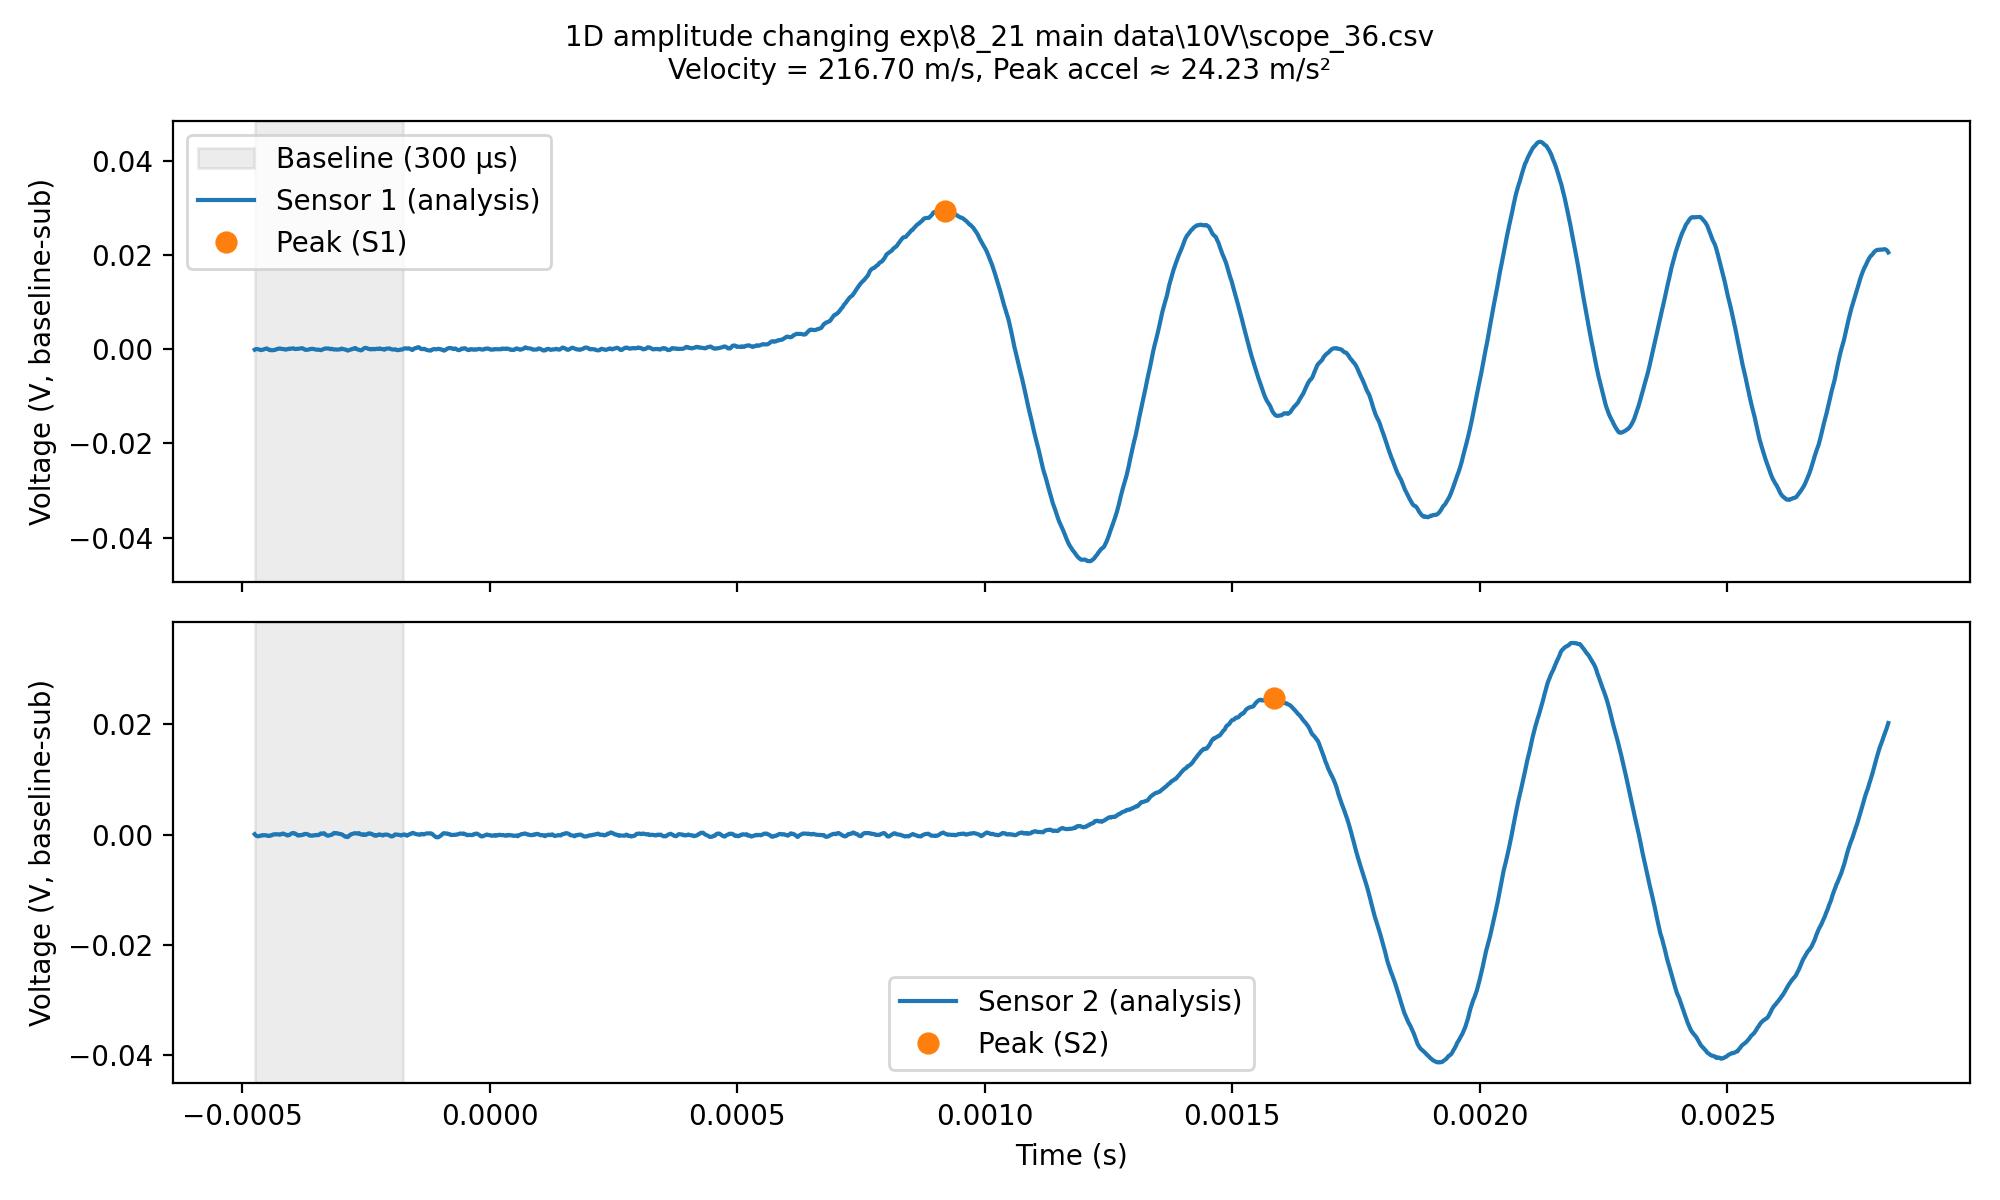 1D amplitude changing exp\8_21 main data\10V\scope_36.csv
Velocity = 216.70 m/s, Peak accel ≈ 24.23 m/s²
Voltage (V, baseline-sub)
0.04
0.02
0.00
−0.02
−0.04
Baseline (300 µs)
Sensor 1 (analysis)
Peak (S1)
Voltage (V, baseline-sub)
0.02
0.00
−0.02
−0.04
Sensor 2 (analysis)
Peak (S2)
−0.0005 0.0000 0.0005 0.0010 0.0015 0.0020 0.0025
Time (s)